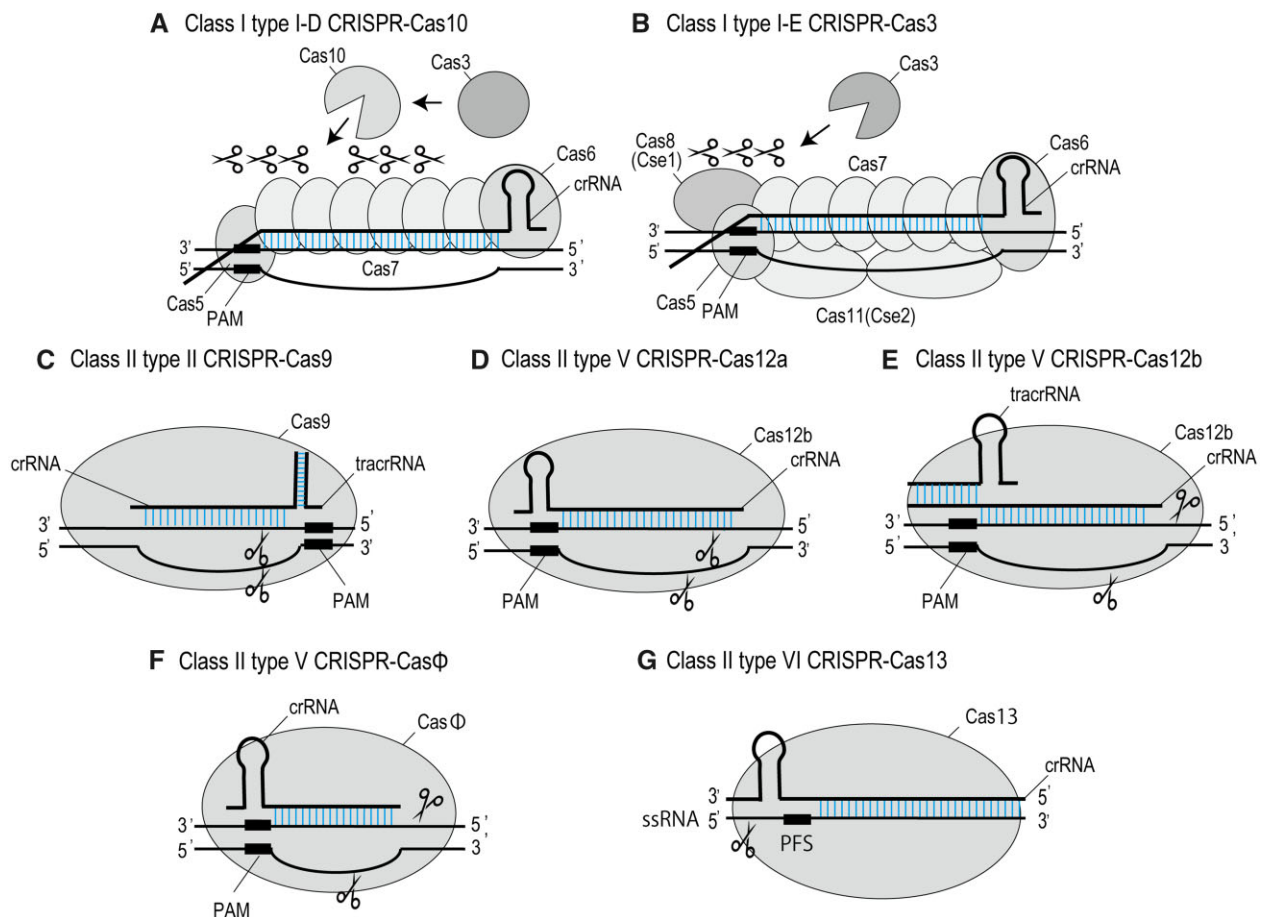 A Class I type I-D CRISPR-Cas10
Cas10
Cas3
Cas6
crRNA
3’
5’
5’
3’
Cas7
Cas5
PAM
B Class I type I-E CRISPR-Cas3
Cas3
Cas8
(Cse1)
Cas7
Cas6
crRNA
3’
5’
5’
3’
Cas5
PAM
Cas11(Cse2)
C Class II type II CRISPR-Cas9
Cas9
crRNA
tracrRNA
3’
5’
5’
3’
PAM
D Class II type V CRISPR-Cas12a
Cas12b
crRNA
3’
5’
5’
3’
PAM
E Class II type V CRISPR-Cas12b
tracrRNA
Cas12b
crRNA
3’
5’
5’
3’
PAM
F Class II type V CRISPR-CasΦ
crRNA
CasΦ
3’
5’
5’
3’
PAM
G Class II type VI CRISPR-Cas13
Cas13
crRNA
3’
5’
ssRNA 5’
3’
PFS